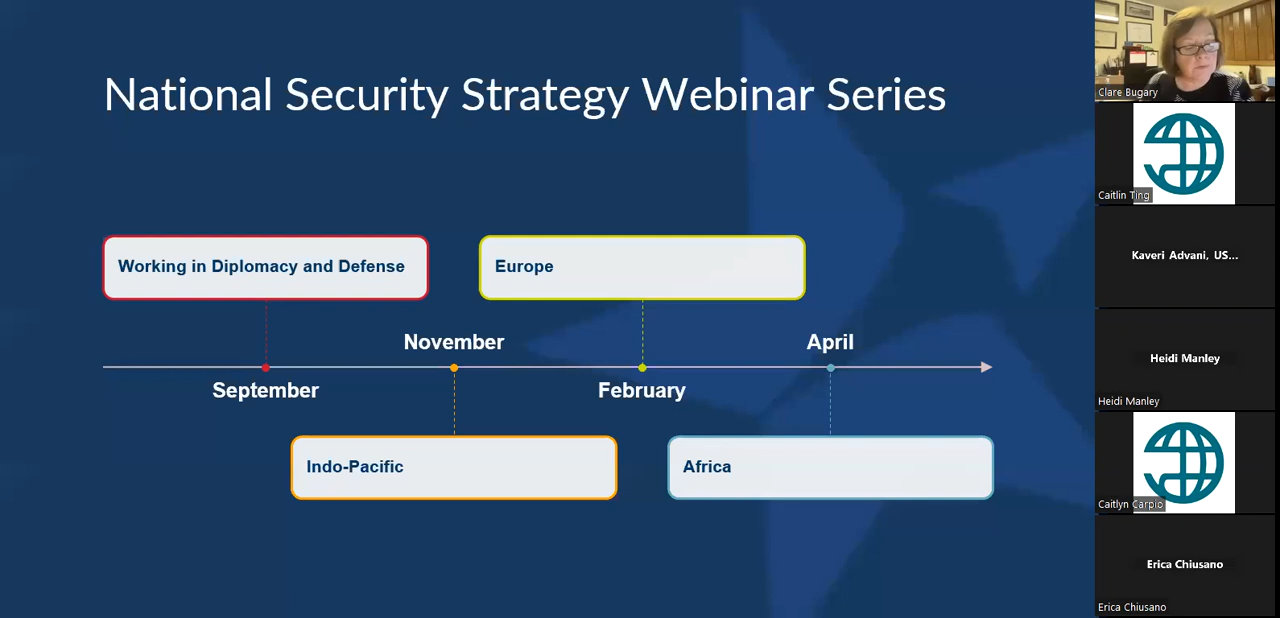 National Security Strategy Webinar Series
Working in Diplomacy and Defense
Europe
November
April
September
February
Indo-Pacific
Africa
Clare Bugary
Caitlin Ting
Kaveri Advani, US...
Heidi Manley
Heidi Manley
Caitlyn Carpio
Erica Chiusano
Erica Chiusano